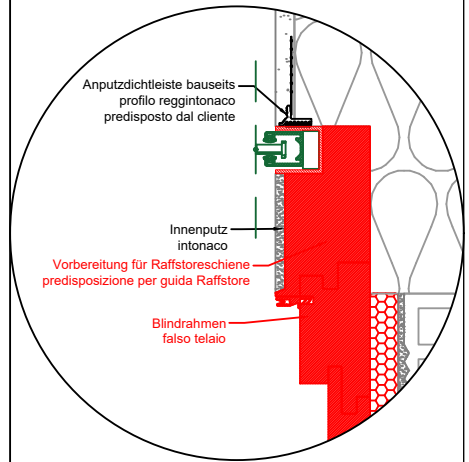 Anputzdichtleiste bauseits
profilo reggintonaco
predisposto dal cliente
Innenputz
intonaco
Vorbereitung für Raffstoreschiene
predisposizione per guida Raffstore
Blindrahmen
falso telaio